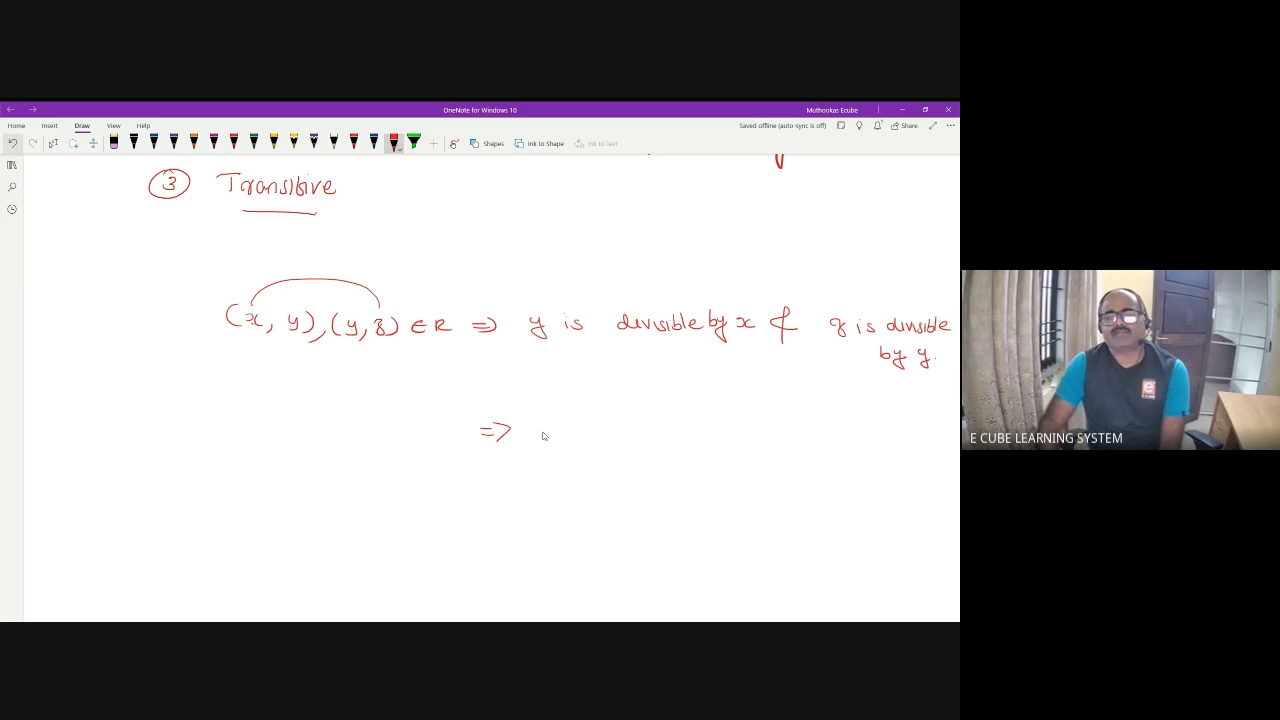 OneNote for Windows 10
Muthookas Ecube
Home Insert Draw View Help
Saved offline (auto-sync is off)
Share
Shapes
Ink to Shape
Ink to Text
③ Transitive
(x, y), (y, z) ∈ R ⇒ y is divisible by x & z is divisible
by y.
=>
e
E CUBE
E CUBE LEARNING SYSTEM